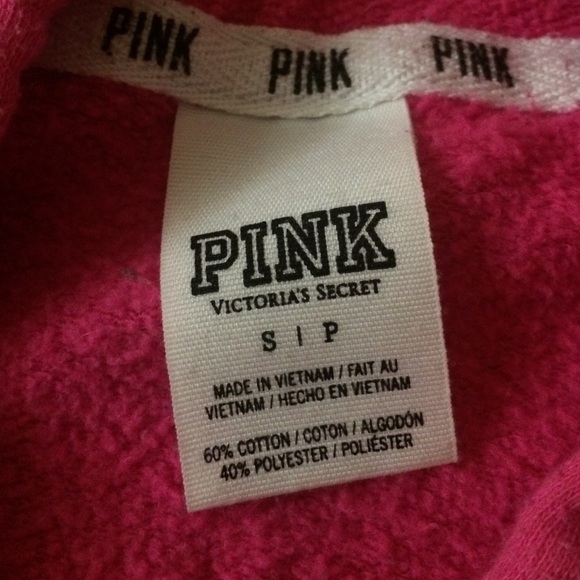 PINK PINK PINK
PINK
VICTORIA'S SECRET
S | P
MADE IN VIETNAM / FAIT AU
VIETNAM / HECHO EN VIETNAM
60% COTTON / COTON / ALGODÓN
40% POLYESTER / POLIÉSTER